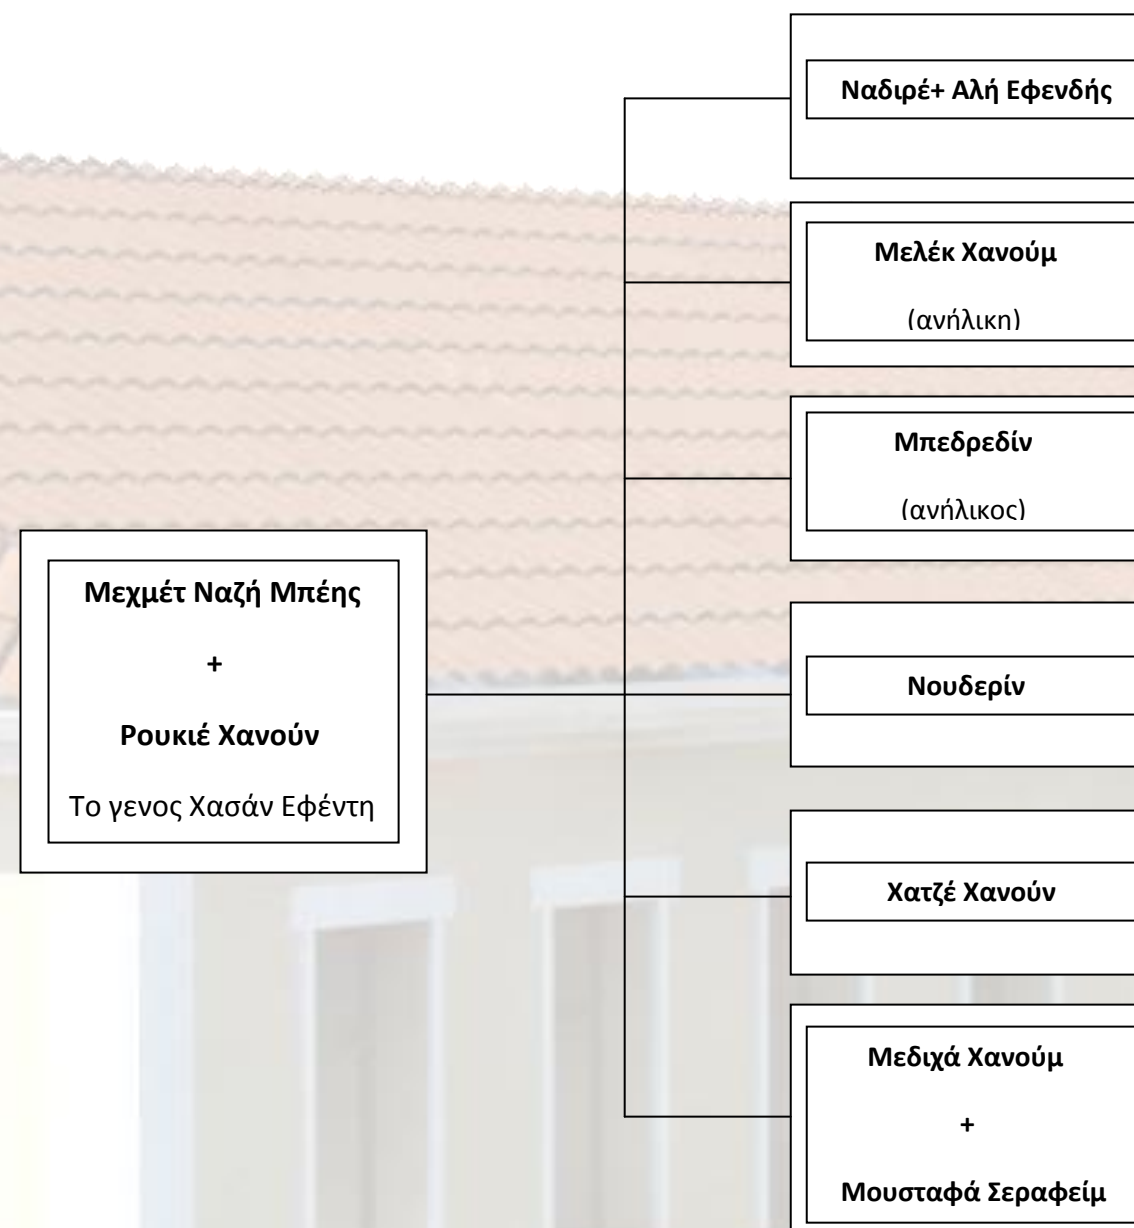 Ναδιρέ+ Αλή Εφενδής
Μελέκ Χανούμ
(ανήλικη)
Μπεδρεδίν
(ανήλικος)
Μεχμέτ Ναζή Μπέης
+
Ρουκιέ Χανούν
Το γενος Χασάν Εφέντη
Νουδερίν
Χατζέ Χανούν
Μεδιχά Χανούμ
+
Μουσταφά Σεραφείμ